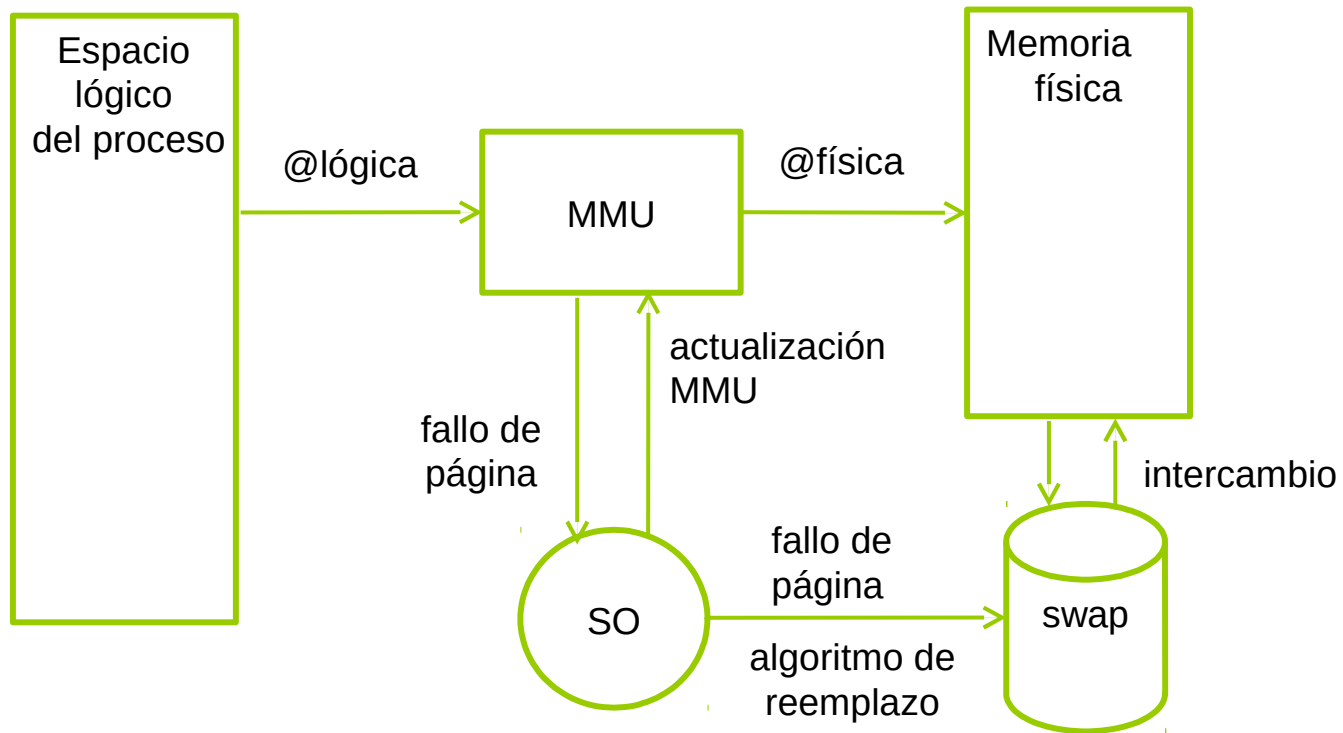 Espacio
lógico
del proceso
@lógica
MMU
@física
Memoria
física
actualización
MMU
fallo de
página
intercambio
SO
fallo de
página
algoritmo de
reemplazo
swap